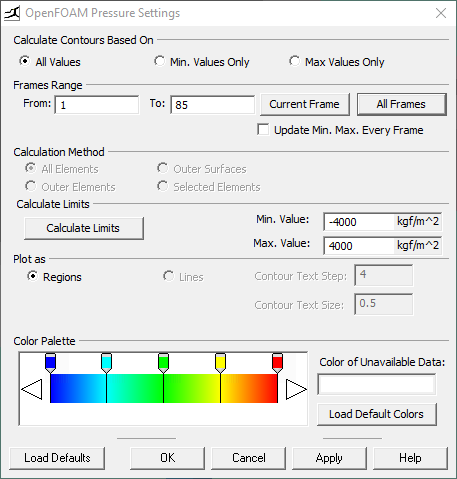 OpenFOAM Pressure Settings
Calculate Contours Based On
All Values Min. Values Only Max Values Only
Frames Range
From: 1 To: 85 Current Frame All Frames
Update Min. Max. Every Frame
Calculation Method
All Elements Outer Surfaces
Outer Elements Selected Elements
Calculate Limits
Calculate Limits Min. Value: -4000 kgf/m^2
Max. Value: 4000 kgf/m^2
Plot as
Regions Lines Contour Text Step: 4
Contour Text Size: 0.5
Color Palette
Color of Unavailable Data:
Load Default Colors
Load Defaults OK Cancel Apply Help